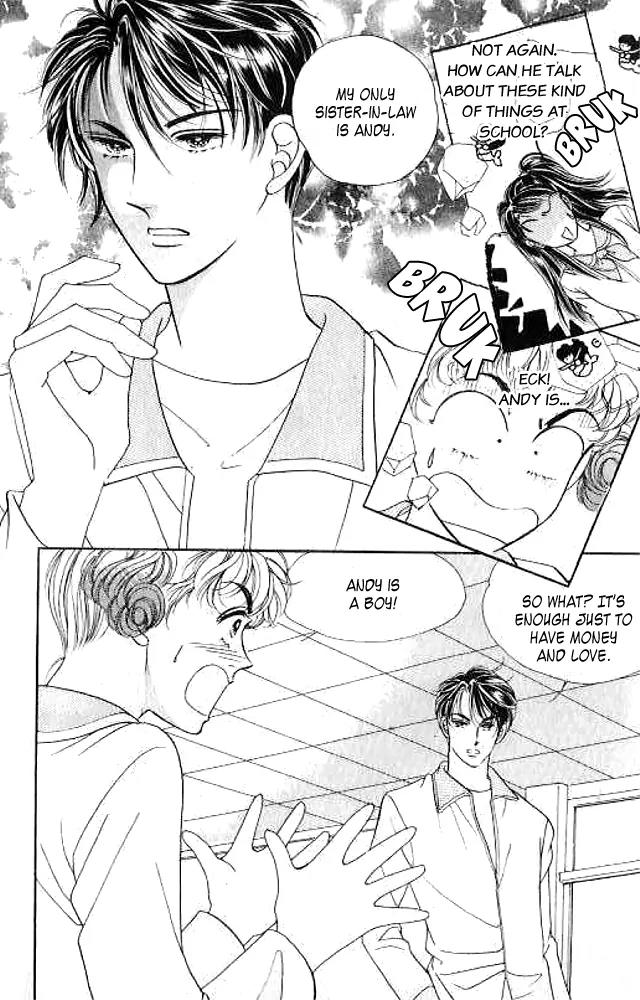 MY ONLY
SISTER-IN-LAW
IS ANDY.
NOT AGAIN.
HOW CAN HE TALK
ABOUT THESE KIND
OF THINGS AT
SCHOOL?
BRUK
BRUK
ECK!
ANDY IS...
ANDY IS
A BOY!
SO WHAT? IT'S
ENOUGH JUST TO
HAVE MONEY
AND LOVE.